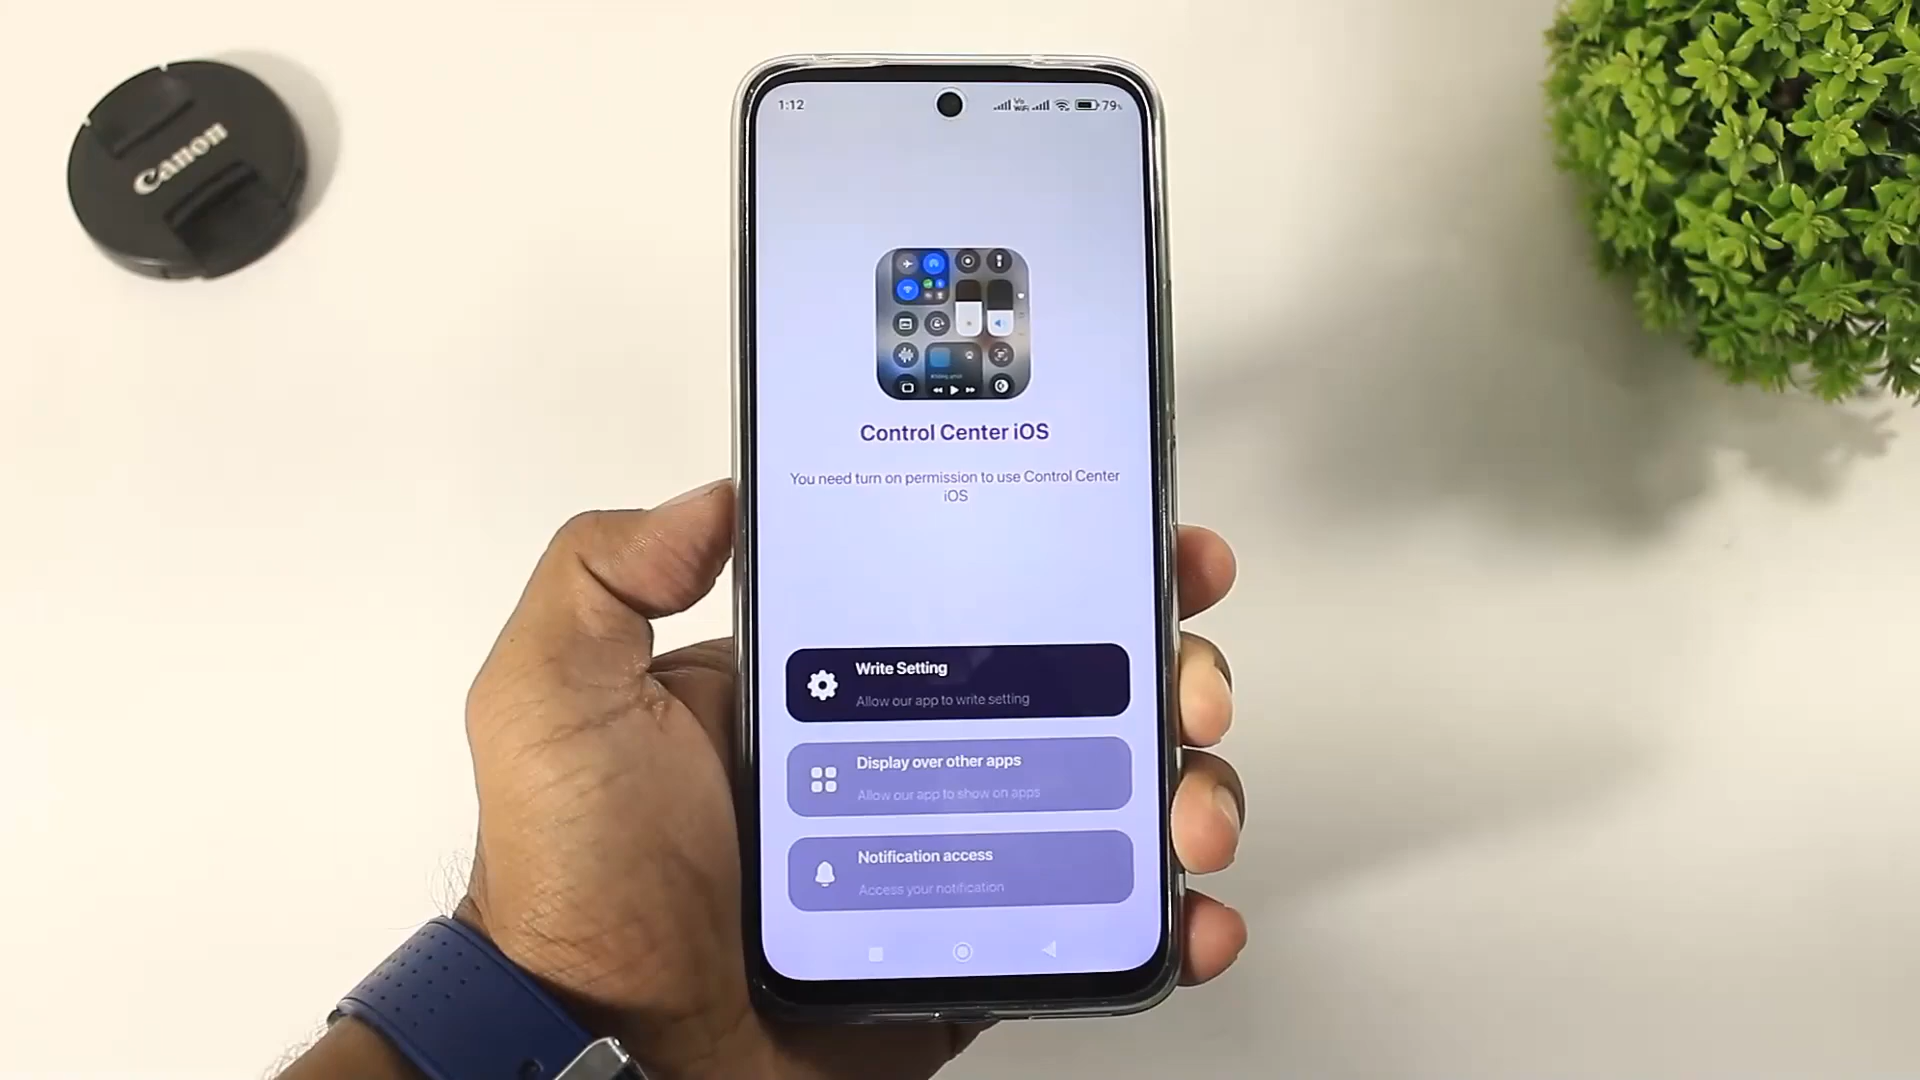 Canon
1:12
Vo
WiFi
79%
Control Center iOS
You need turn on permission to use Control Center
iOS
Write Setting
Allow our app to write setting
Display over other apps
Allow our app to show on apps
Notification access
Access your notification